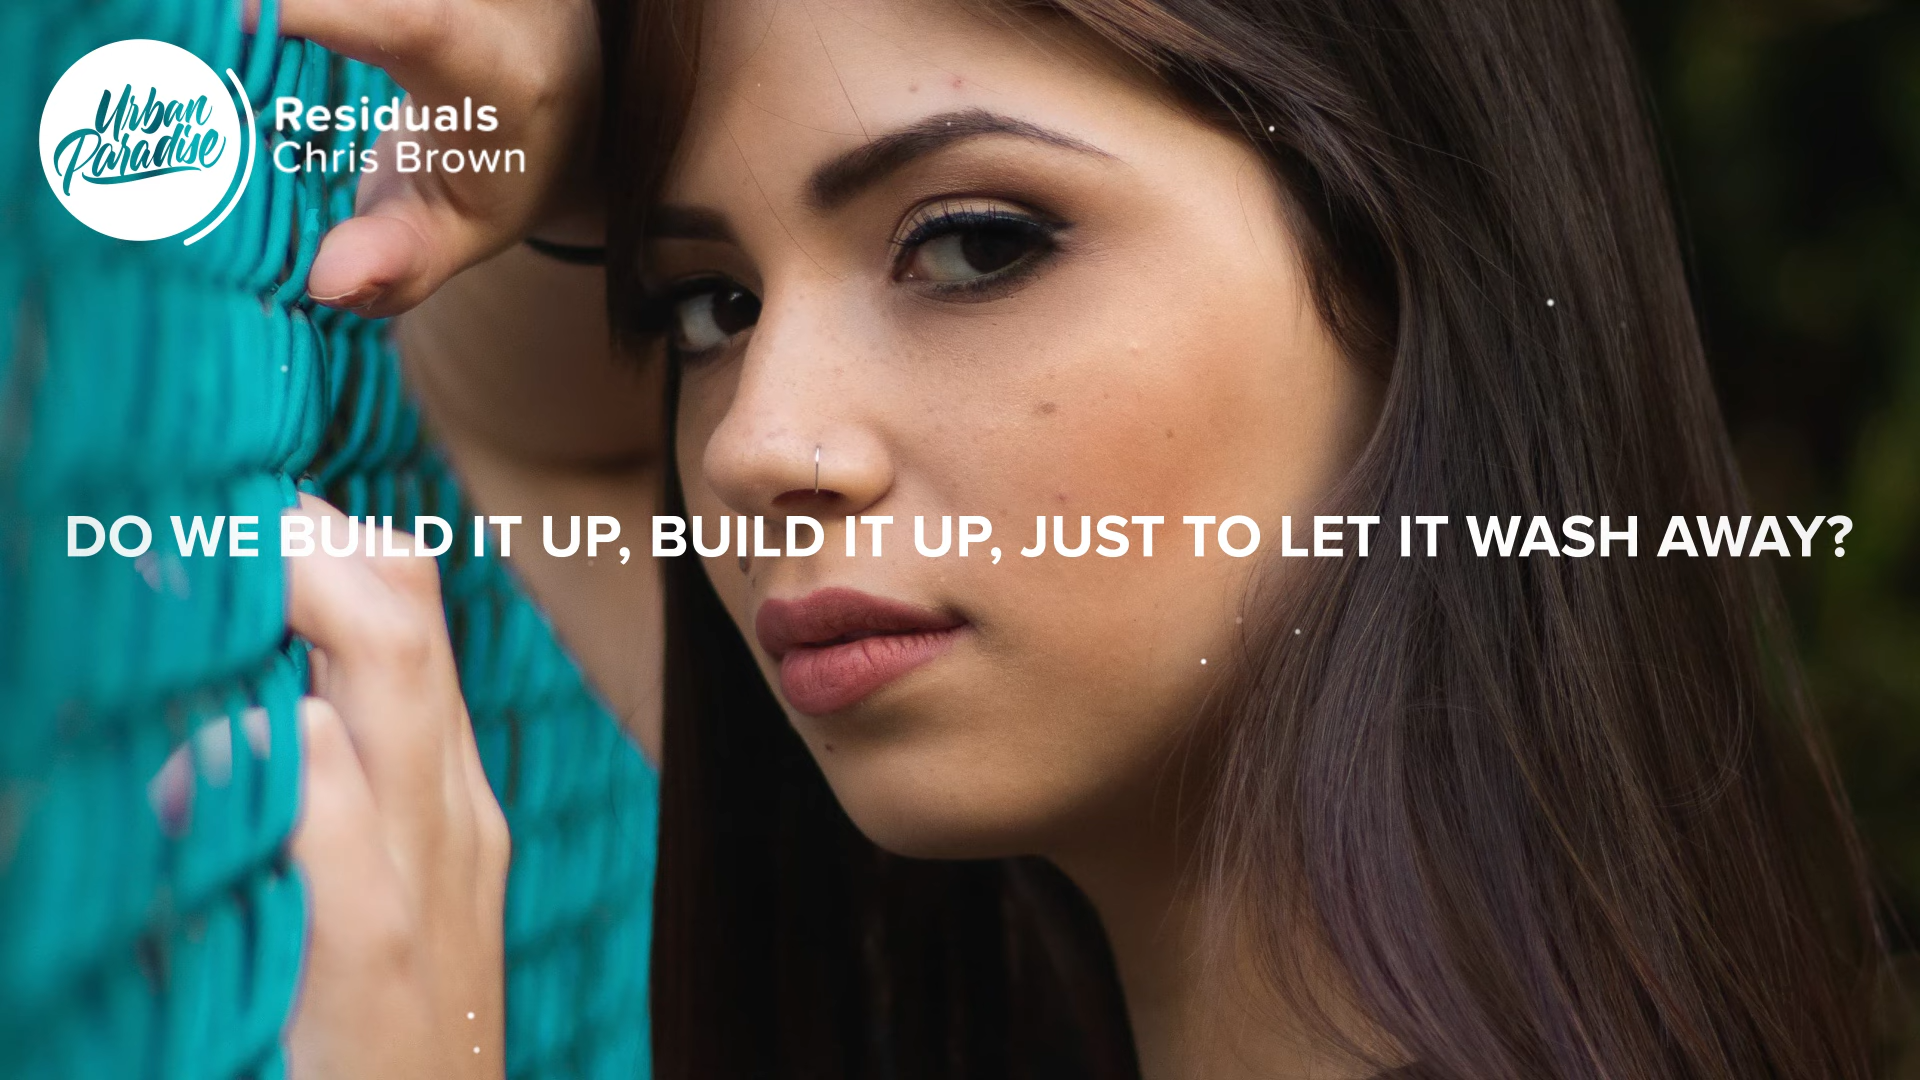 Urban
Paradise
Residuals
Chris Brown
DO WE BUILD IT UP, BUILD IT UP, JUST TO LET IT WASH AWAY?